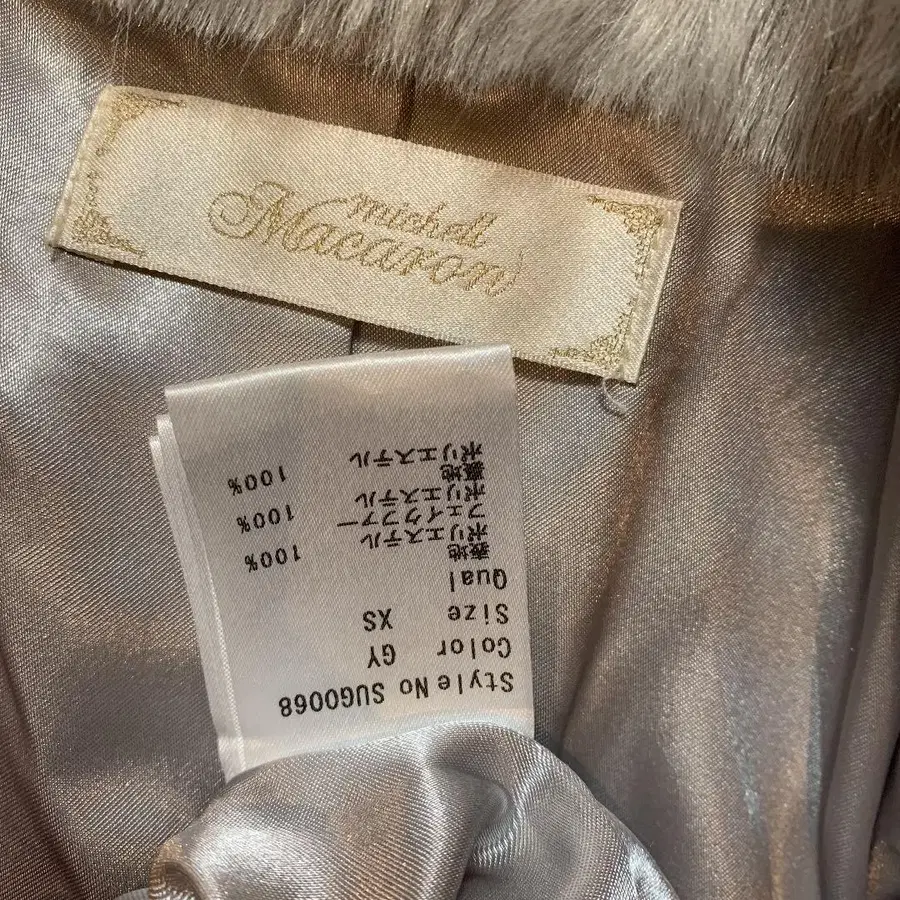 mishell
Macaron
Style No SUG0068
Color GY
Size XS
Qual
表地
ポリエステル 100%
フェイクファー
ポリエステル 100%
裏地
ポリエステル 100%